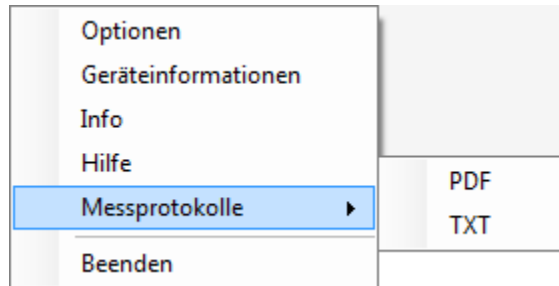 Optionen
Geräteinformationen
Info
Hilfe
Messprotokolle
PDF
TXT
Beenden